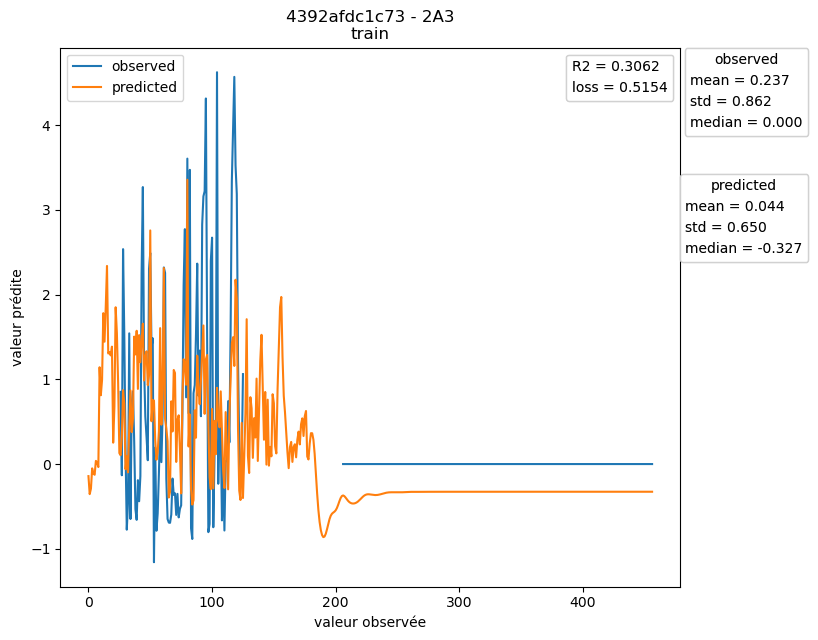 4392afdc1c73 - 2A3
train
observed
predicted
R2 = 0.3062
loss = 0.5154
observed
mean = 0.237
std = 0.862
median = 0.000
predicted
mean = 0.044
std = 0.650
median = -0.327
valeur prédite
4
3
2
1
0
−1
0
100
200
300
400
valeur observée